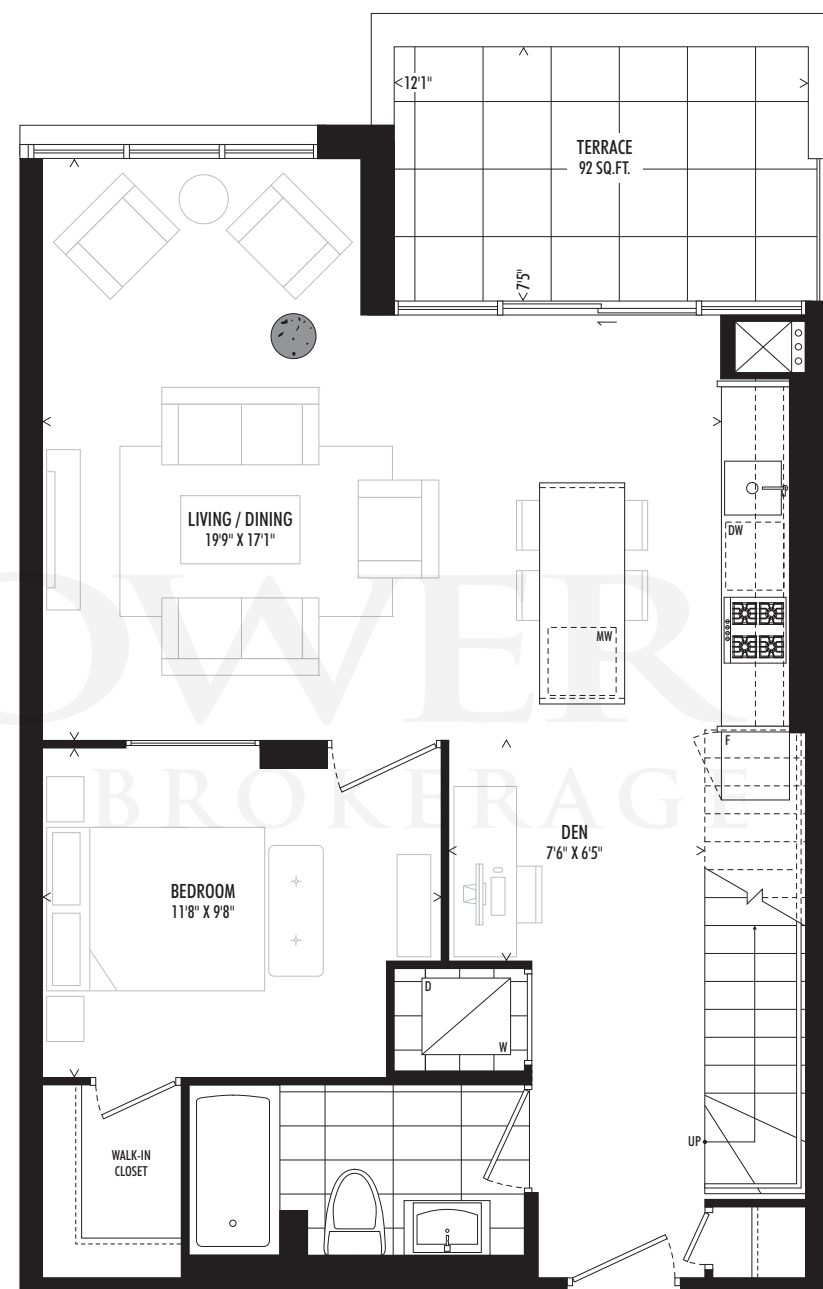 12'1"
TERRACE
92 SQ.FT.
7'5"
LIVING / DINING
19'9" X 17'1"
DW
MW
OWER
BROKERAGE
F
DEN
7'6" X 6'5"
BEDROOM
11'8" X 9'8"
D
W
WALK-IN
CLOSET
UP